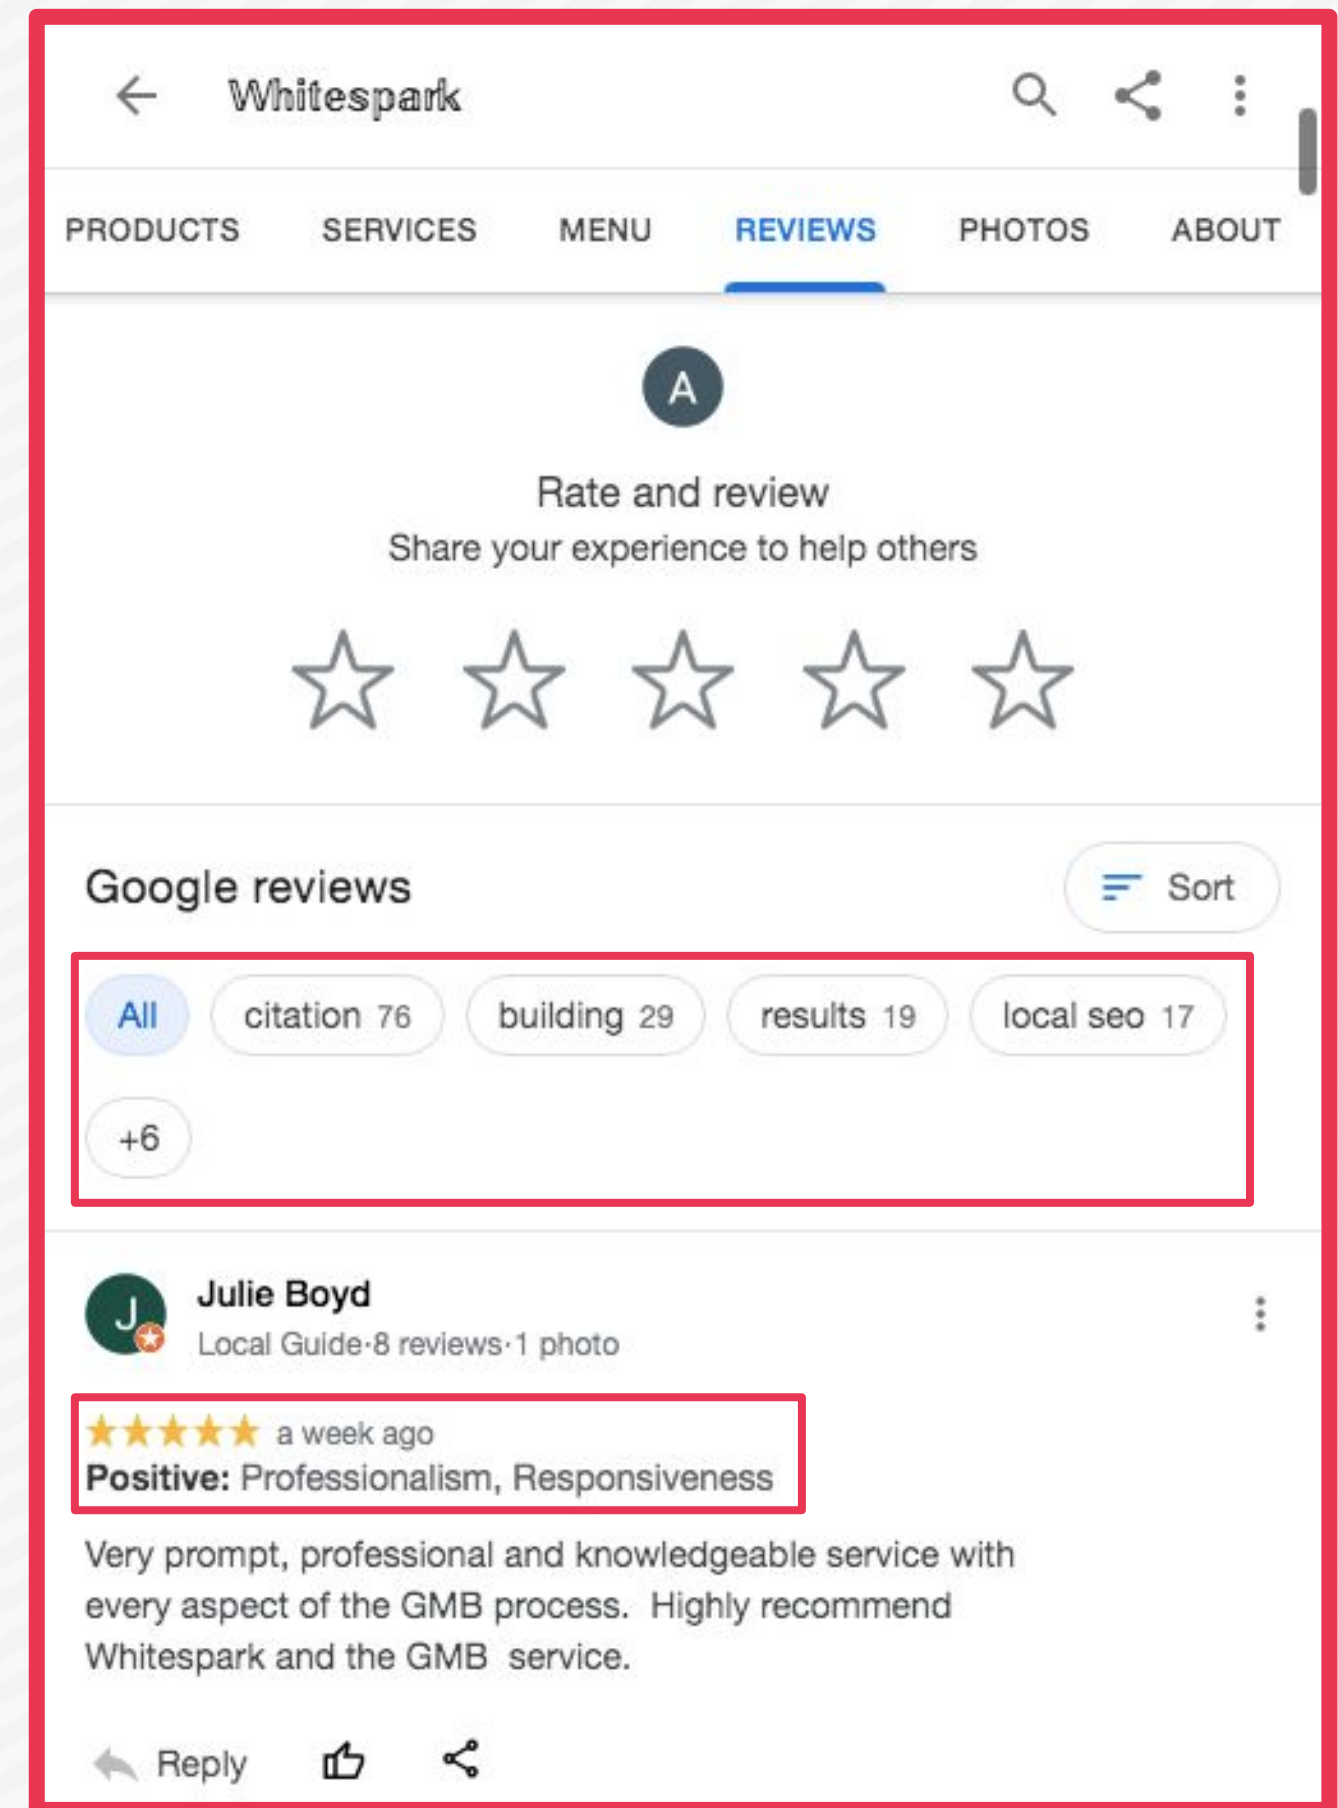 Whitespark
PRODUCTS SERVICES MENU REVIEWS PHOTOS ABOUT
A
Rate and review
Share your experience to help others
Google reviews Sort
All citation 76 building 29 results 19 local seo 17
+6
J Julie Boyd
Local Guide·8 reviews·1 photo
a week ago
Positive: Professionalism, Responsiveness
Very prompt, professional and knowledgeable service with
every aspect of the GMB process.  Highly recommend
Whitespark and the GMB  service.
Reply